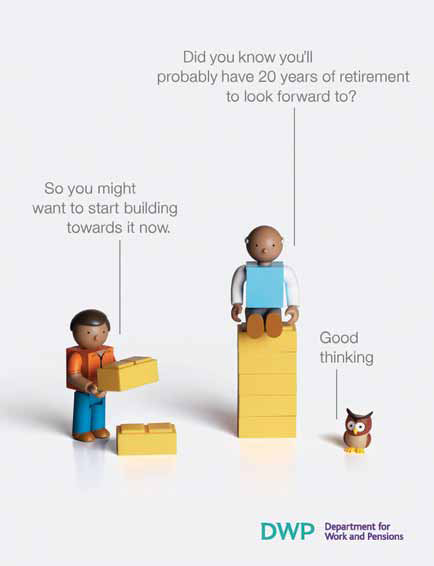 Did you know you'll
probably have 20 years of retirement
to look forward to?
So you might
want to start building
towards it now.
Good
thinking
DWP
Department for
Work and Pensions